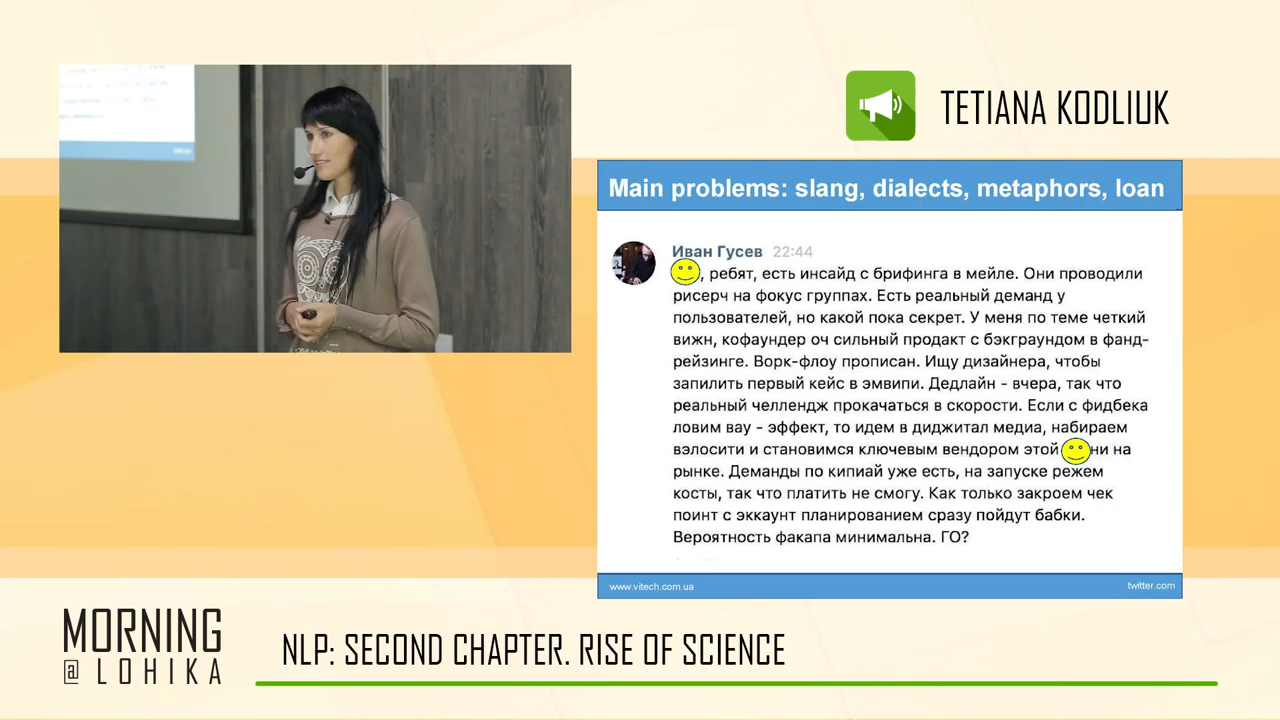 TETIANA KODLIUK
Main problems: slang, dialects, metaphors, loan
Иван Гусев 22:44
, ребят, есть инсайд с брифинга в мейле. Они проводили
рисерч на фокус группах. Есть реальный деманд у
пользователей, но какой пока секрет. У меня по теме четкий
вижн, кофаундер оч сильный продакт с бэкграундом в фанд-
рейзинге. Ворк-флоу прописан. Ищу дизайнера, чтобы
запилить первый кейс в эмвипи. Дедлайн - вчера, так что
реальный челлендж прокачаться в скорости. Если с фидбека
ловим вау - эффект, то идем в диджитал медиа, набираем
вэлосити и становимся ключевым вендором этой ни на
рынке. Деманды по кипиай уже есть, на запуске режем
косты, так что платить не смогу. Как только закроем чек
поинт с эккаунт планированием сразу пойдут бабки.
Вероятность факапа минимальна. ГО?
www.vitech.com.ua
twitter.com
MORNING
@ LOHIKA
NLP: SECOND CHAPTER. RISE OF SCIENCE